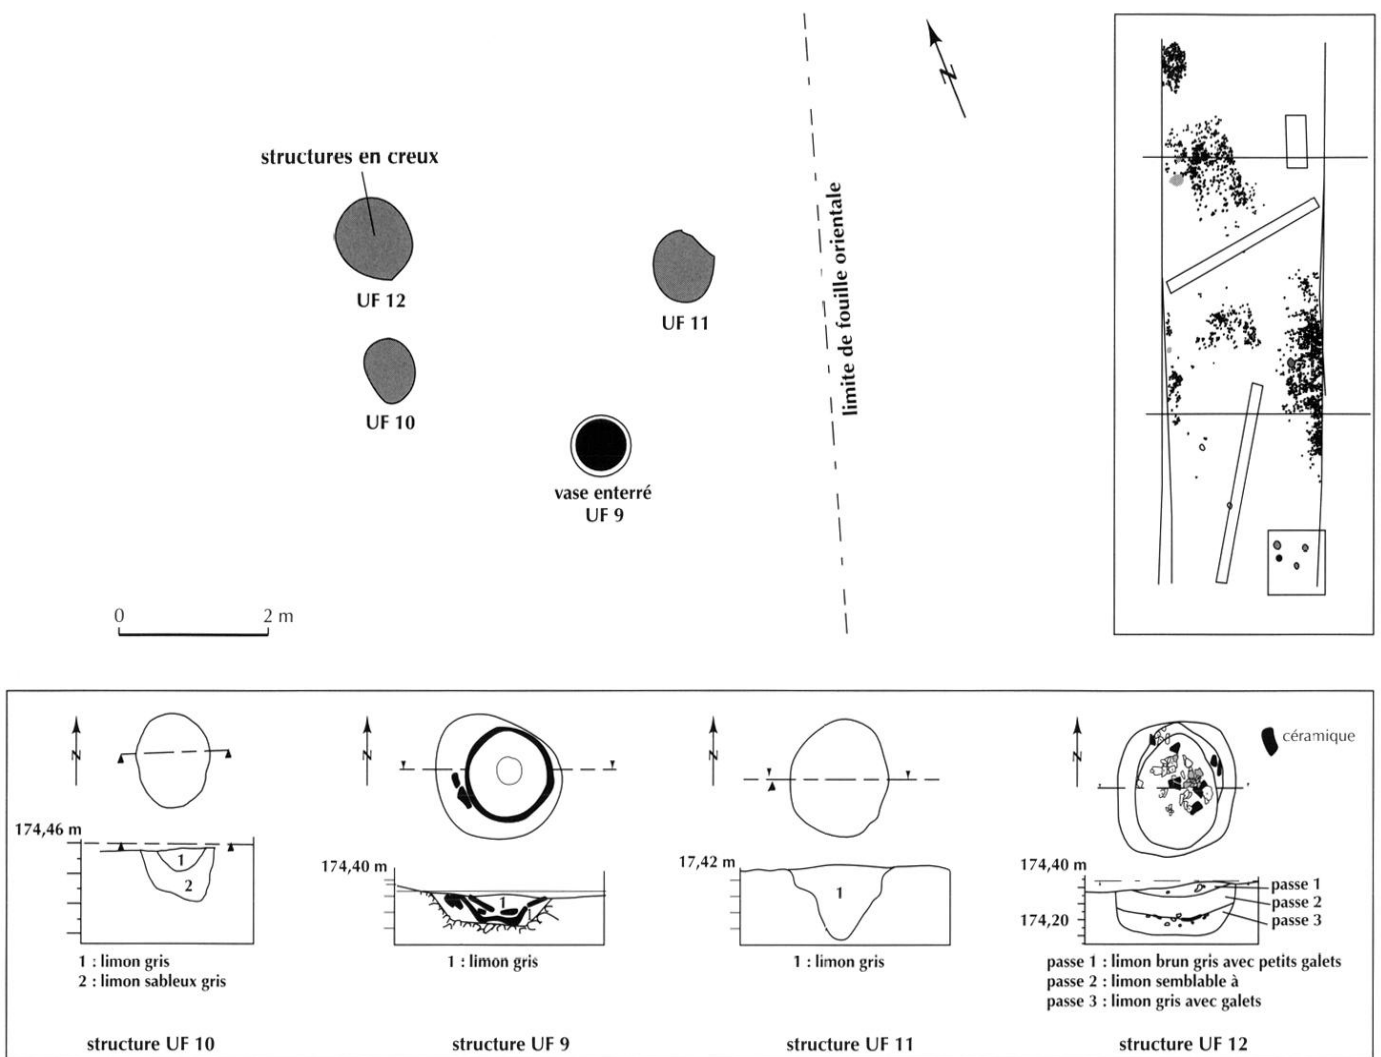 N
structures en creux
UF 12
UF 11
UF 10
limite de fouille orientale
vase enterré
UF 9
0 2 m
N
174,46 m
1
2
1 : limon gris
2 : limon sableux gris
structure UF 10
N
174,40 m
1
1 : limon gris
structure UF 9
N
17,42 m
1
1 : limon gris
structure UF 11
N
céramique
174,40 m
174,20
passe 1
passe 2
passe 3
passe 1 : limon brun gris avec petits galets
passe 2 : limon semblable à
passe 3 : limon gris avec galets
structure UF 12